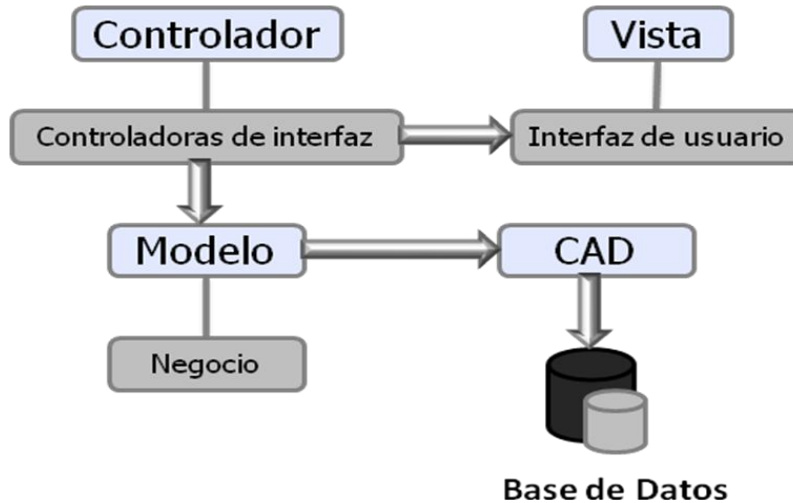 Controlador
Vista
Controladoras de interfaz
Interfaz de usuario
Modelo
CAD
Negocio
Base de Datos